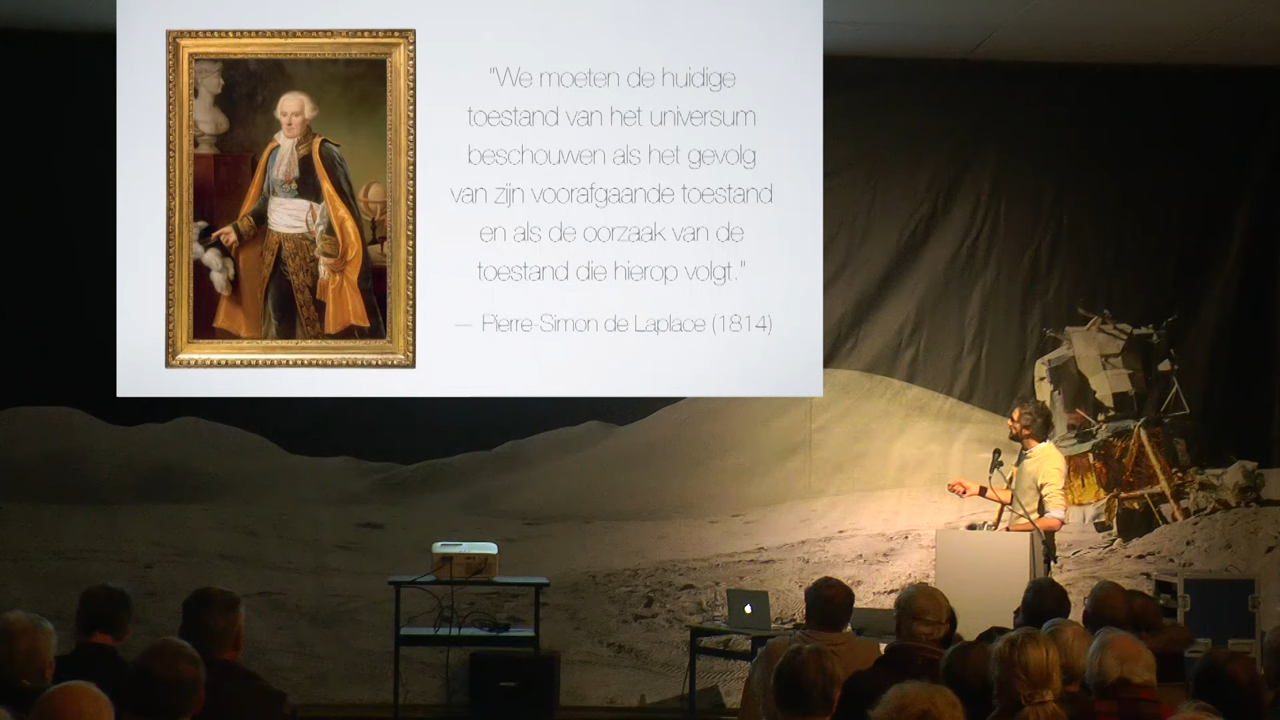 "We moeten de huidige
toestand van het universum
beschouwen als het gevolg
van zijn voorafgaande toestand
en als de oorzaak van de
toestand die hierop volgt."
— Pierre-Simon de Laplace (1814)